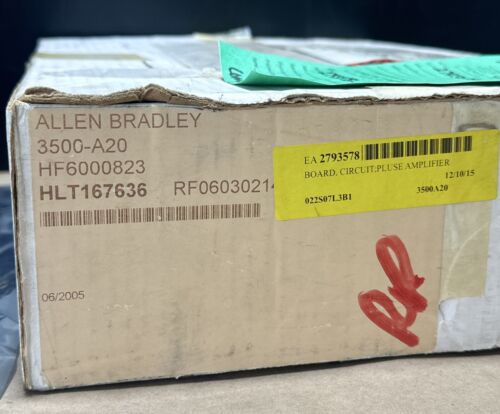 ALLEN BRADLEY
3500-A20
HF6000823
HLT167636 RF0603021
06/2005
EA 2793578
BOARD, CIRCUIT;PLUSE AMPLIFIER
12/10/15
022S07L3B1 3500A20